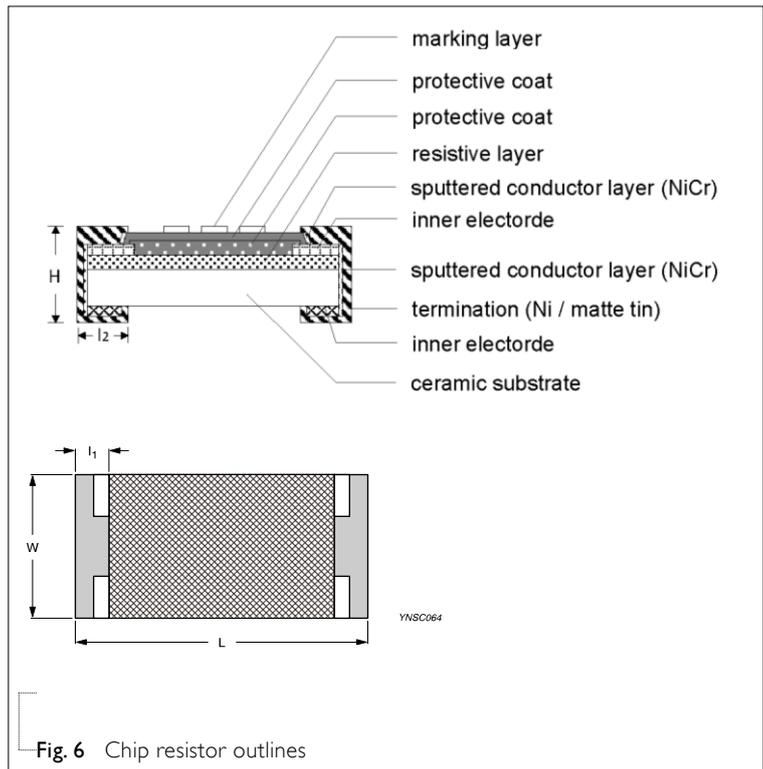 marking layer
protective coat
protective coat
resistive layer
sputtered conductor layer (NiCr)
inner electorde
sputtered conductor layer (NiCr)
termination (Ni / matte tin)
inner electorde
ceramic substrate
H
l2
l1
W
YNSC064
L
Fig. 6 Chip resistor outlines